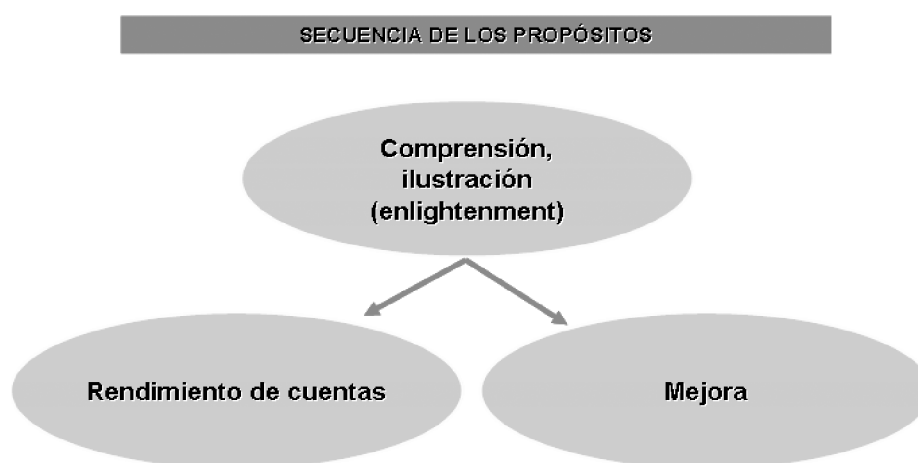 SECUENCIA DE LOS PROPÓSITOS
Comprensión,
ilustración
(enlightenment)
Rendimiento de cuentas
Mejora